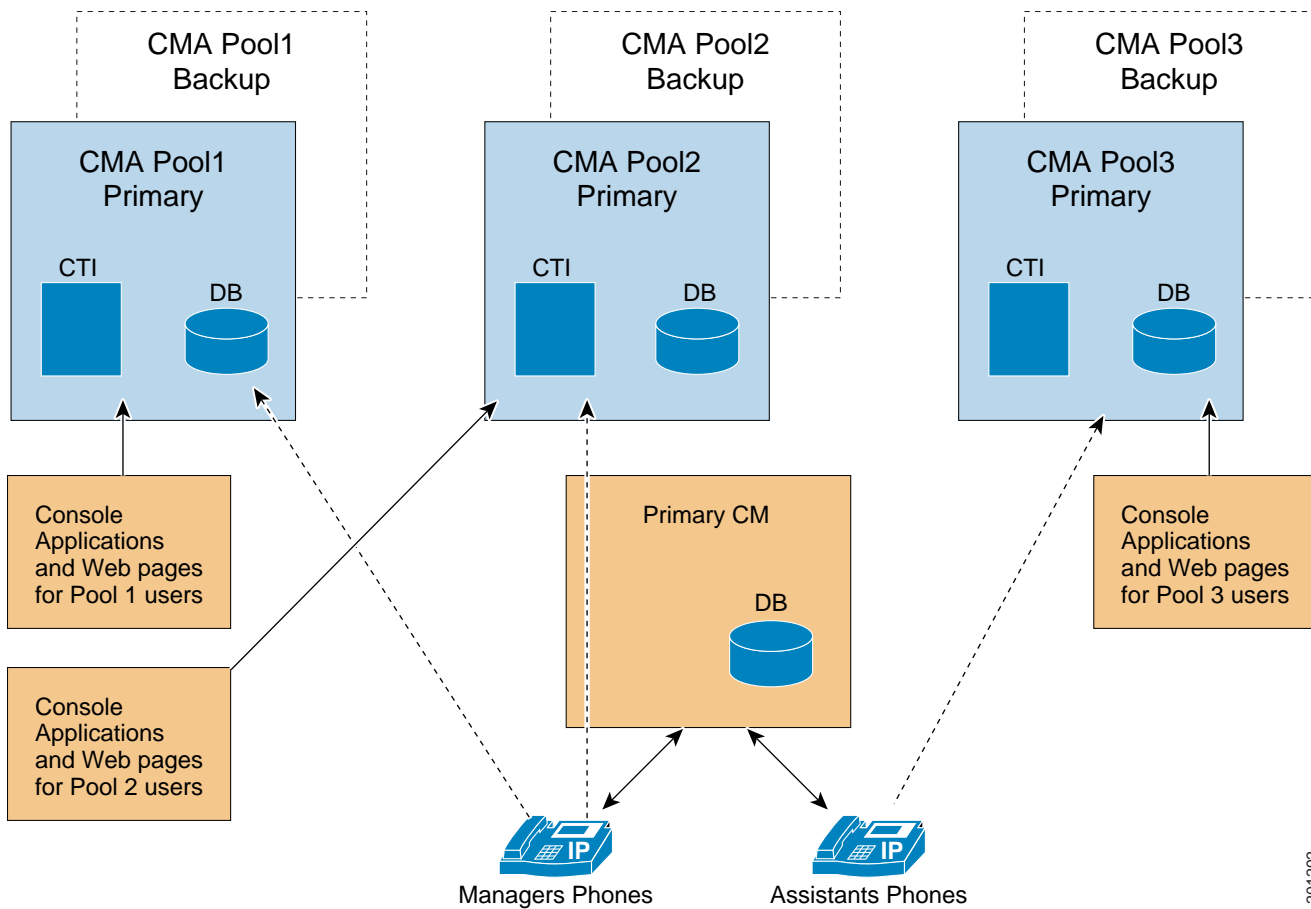 CMA Pool1
Backup
CMA Pool2
Backup
CMA Pool3
Backup
CMA Pool1
Primary
CMA Pool2
Primary
CMA Pool3
Primary
CTI
DB
CTI
DB
CTI
DB
Console
Applications
and Web pages
for Pool 1 users
Primary CM
DB
Console
Applications
and Web pages
for Pool 3 users
Console
Applications
and Web pages
for Pool 2 users
IP
IP
Managers Phones
Assistants Phones